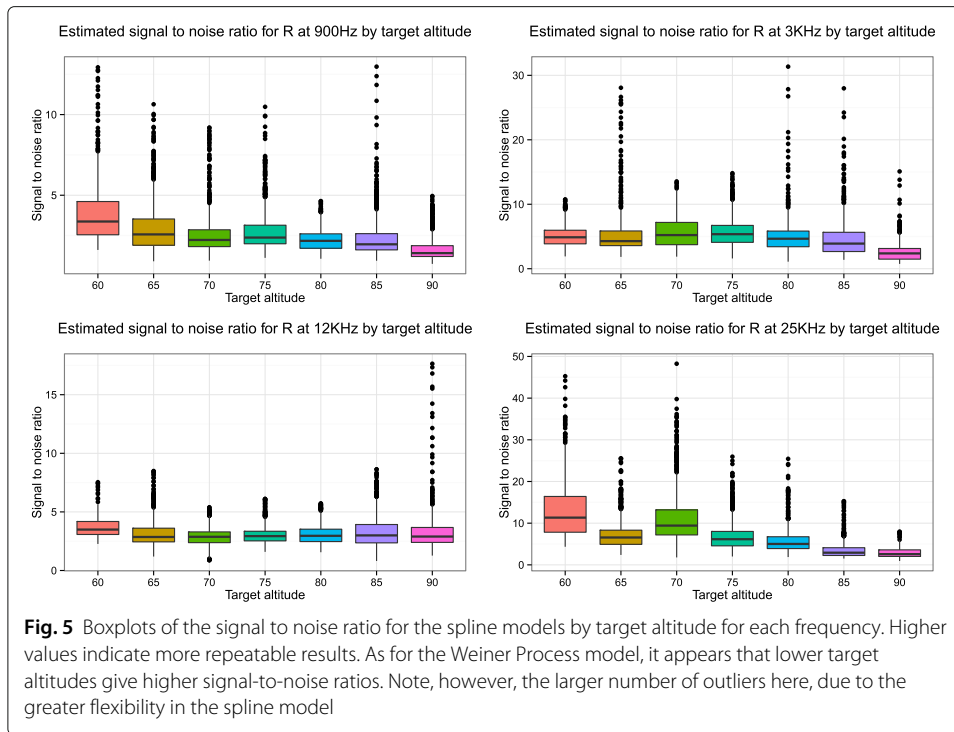 Estimated signal to noise ratio for R at 900Hz by target altitude
Signal to noise ratio
10
5
60 65 70 75 80 85 90
Target altitude
Estimated signal to noise ratio for R at 3KHz by target altitude
Signal to noise ratio
30
20
10
0
60 65 70 75 80 85 90
Target altitude
Estimated signal to noise ratio for R at 12KHz by target altitude
Signal to noise ratio
15
10
5
0
60 65 70 75 80 85 90
Target altitude
Estimated signal to noise ratio for R at 25KHz by target altitude
Signal to noise ratio
50
40
30
20
10
0
60 65 70 75 80 85 90
Target altitude
Fig. 5 Boxplots of the signal to noise ratio for the spline models by target altitude for each frequency. Higher
values indicate more repeatable results. As for the Weiner Process model, it appears that lower target
altitudes give higher signal-to-noise ratios. Note, however, the larger number of outliers here, due to the
greater flexibility in the spline model